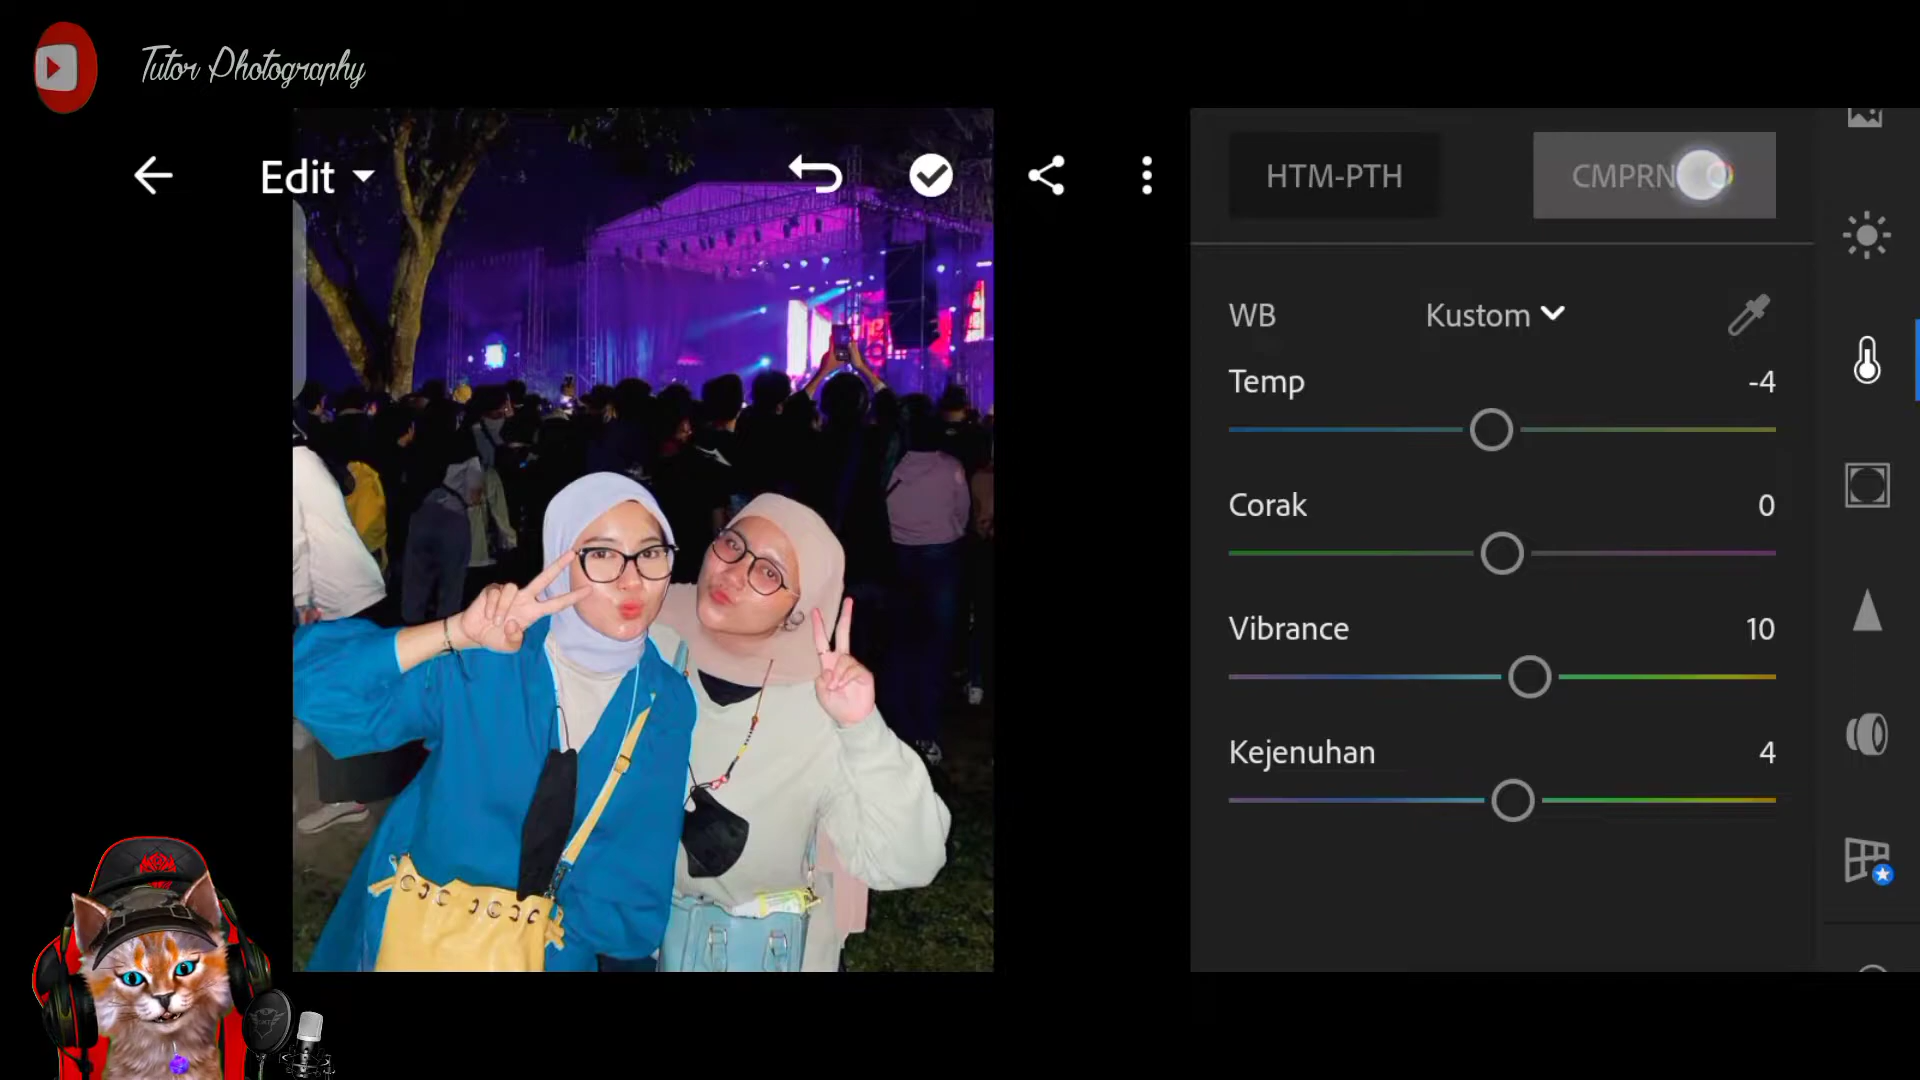 Tutor Photography
Edit
HTM-PTH
CMPRN
WB
Kustom
Temp
-4
Corak
0
Vibrance
10
Kejenuhan
4